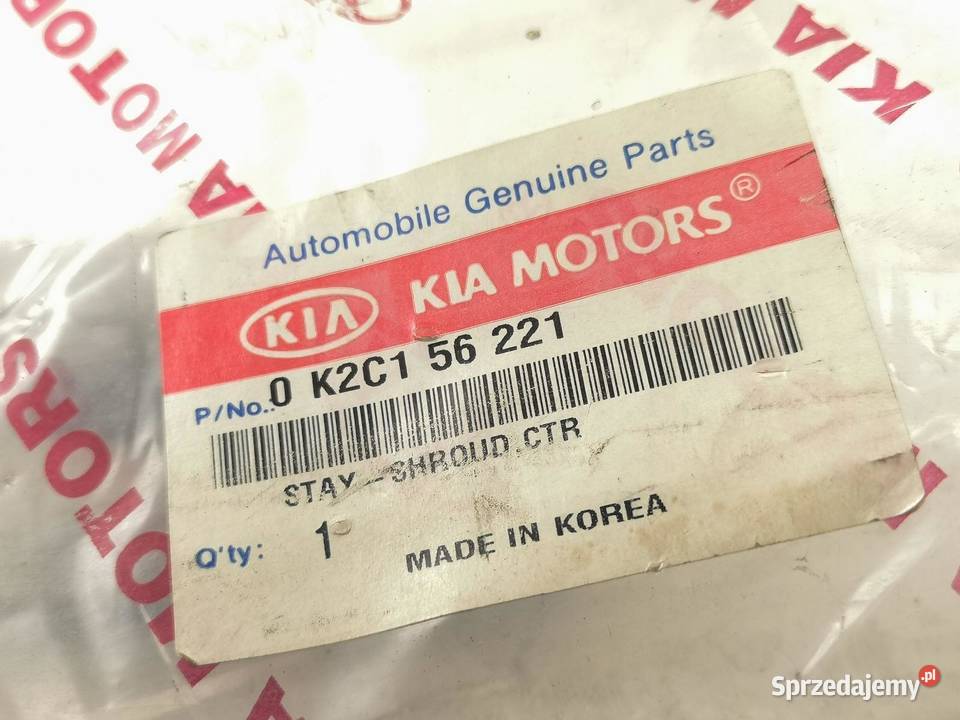 KIA MOTORS
KIA M
Automobile Genuine Parts
KIA KIA MOTORS®
P/No.: 0 K2C1 56 221
STAY-SHROUD,CTR
Q'ty: 1
MADE IN KOREA
MOTORS
MOTORS
KIA
Sprzedajemy.pl